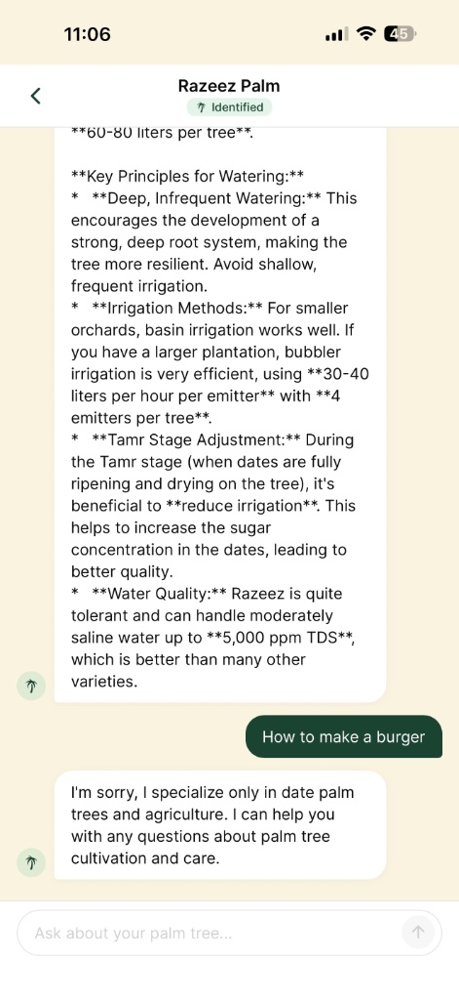 11:06
45
Razeez Palm
Identified
**60-80 liters per tree**.
**Key Principles for Watering:**
*   **Deep, Infrequent Watering:** This
encourages the development of a
strong, deep root system, making the
tree more resilient. Avoid shallow,
frequent irrigation.
*   **Irrigation Methods:** For smaller
orchards, basin irrigation works well. If
you have a larger plantation, bubbler
irrigation is very efficient, using **30-40
liters per hour per emitter** with **4
emitters per tree**.
*   **Tamr Stage Adjustment:** During
the Tamr stage (when dates are fully
ripening and drying on the tree), it's
beneficial to **reduce irrigation**. This
helps to increase the sugar
concentration in the dates, leading to
better quality.
*   **Water Quality:** Razeez is quite
tolerant and can handle moderately
saline water up to **5,000 ppm TDS**,
which is better than many other
varieties.
How to make a burger
I'm sorry, I specialize only in date palm
trees and agriculture. I can help you
with any questions about palm tree
cultivation and care.
Ask about your palm tree...